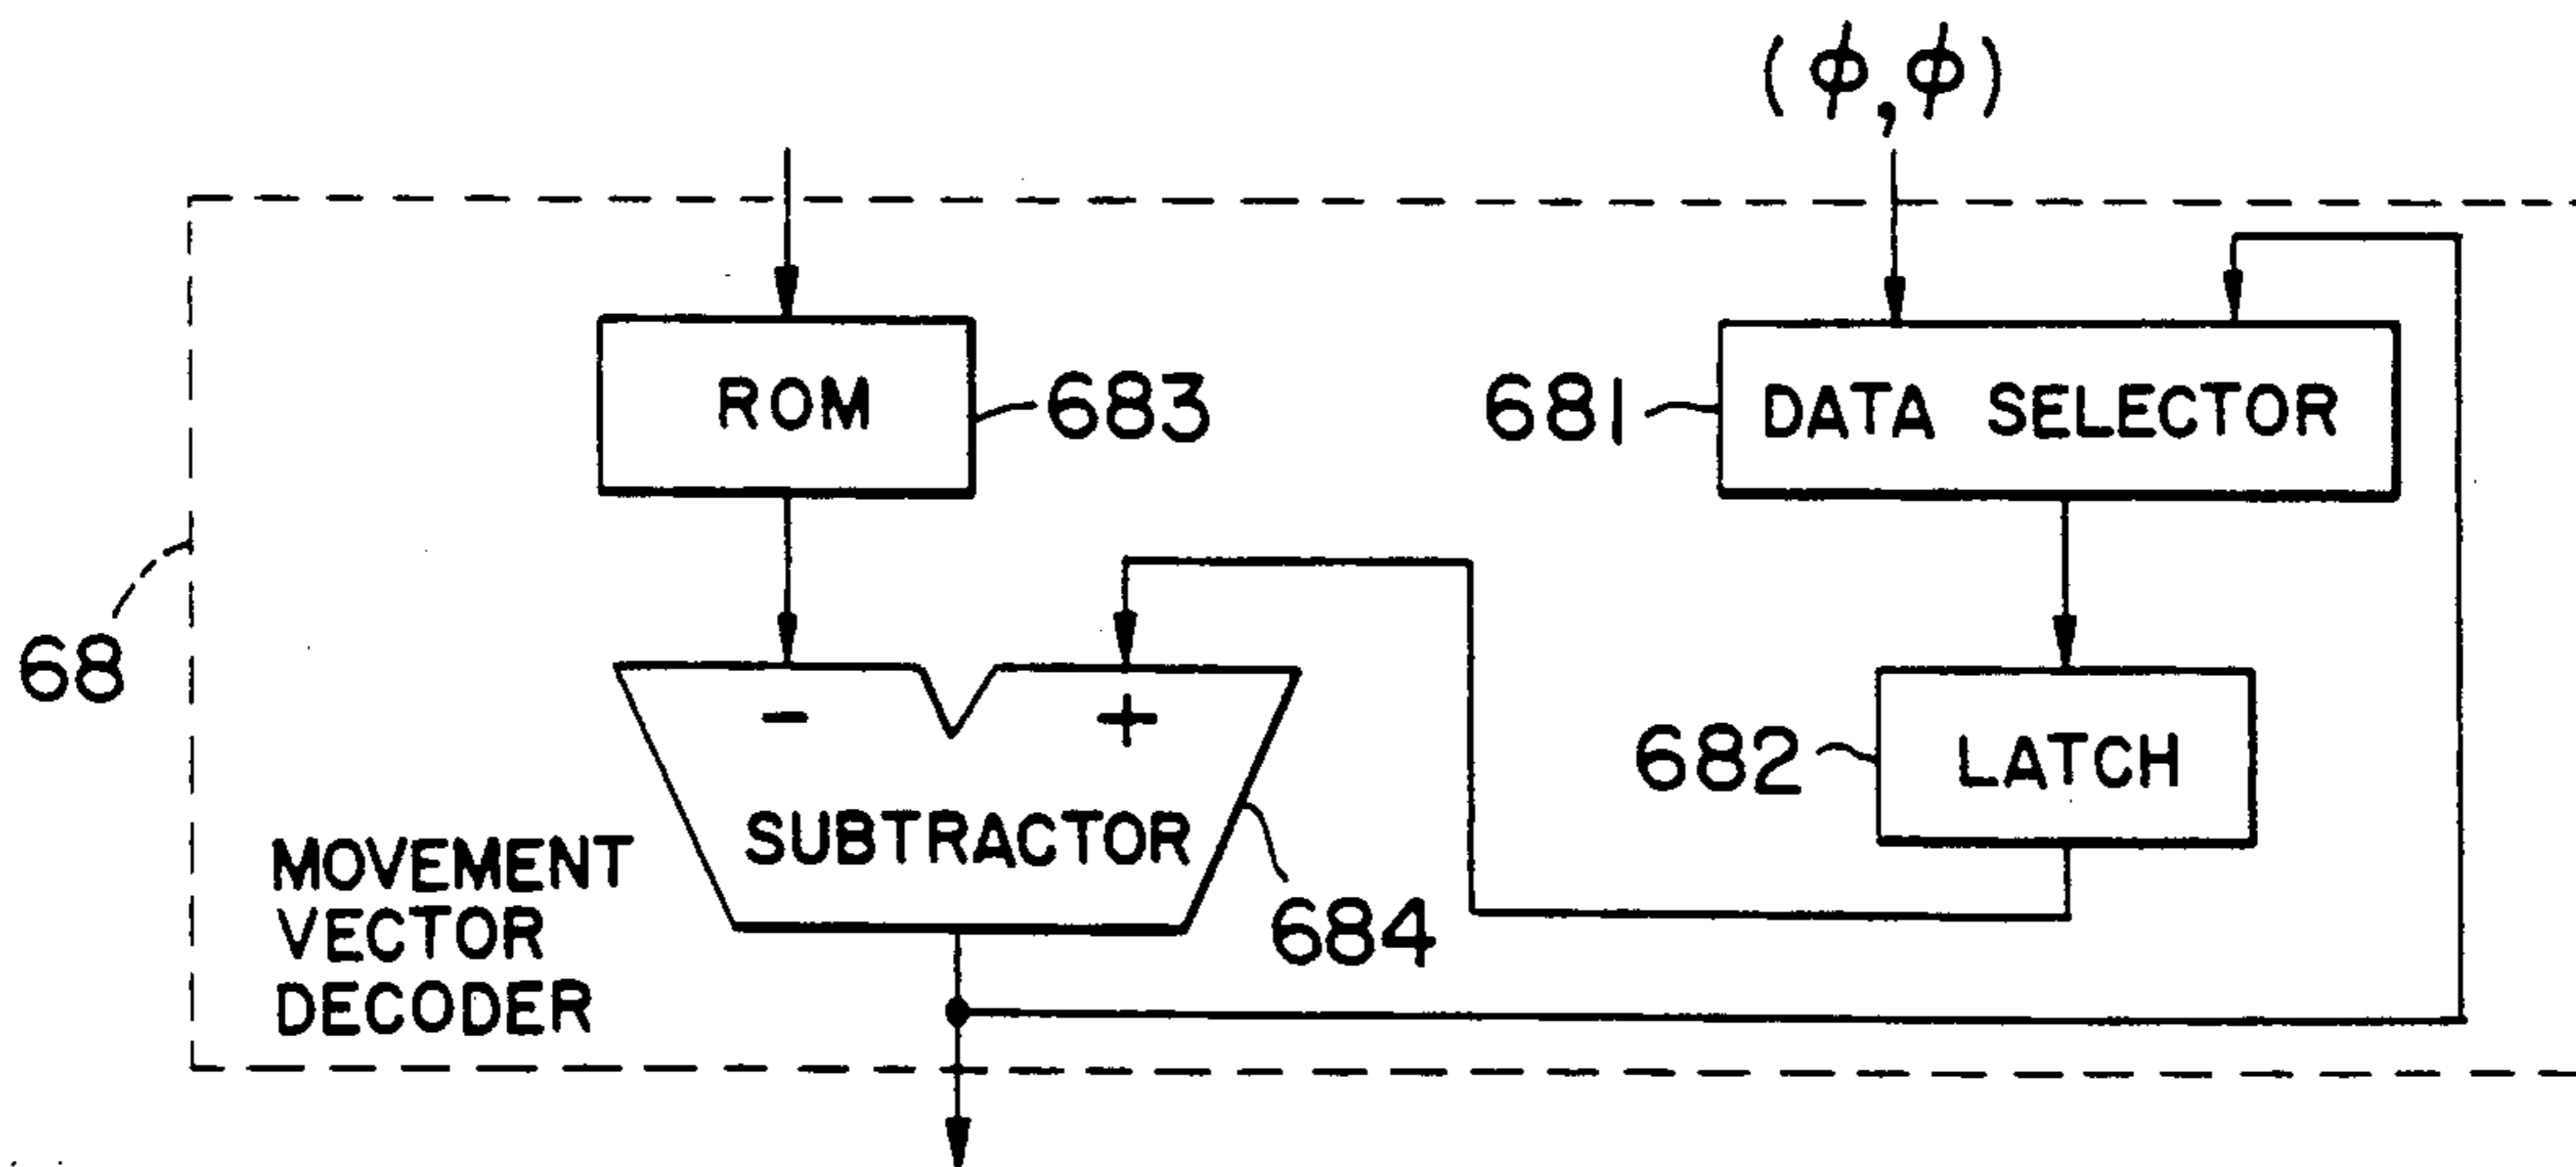 (ϕ, ϕ)
ROM
683
681
DATA SELECTOR
68
682
LATCH
- +
SUBTRACTOR
684
MOVEMENT
VECTOR
DECODER